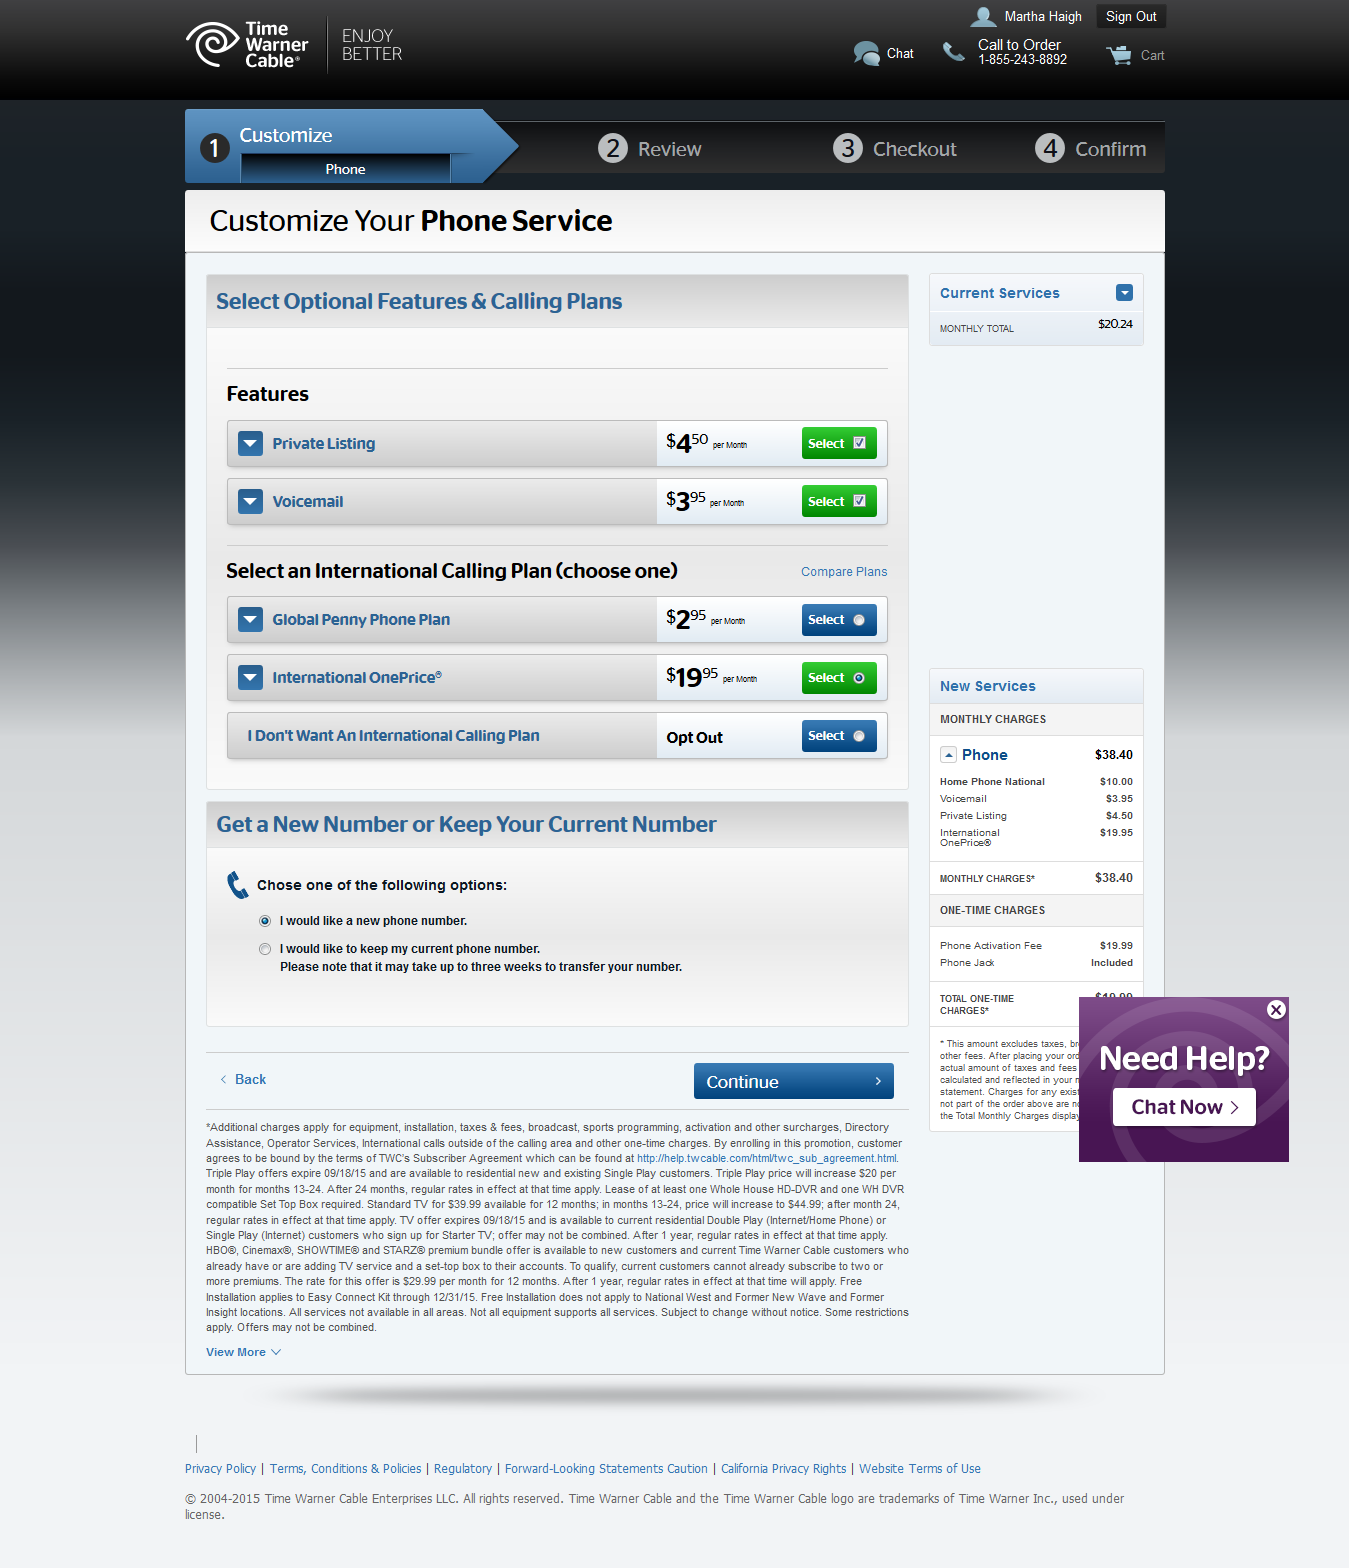 Martha Haigh
Sign Out
Time
Warner
Cable®
ENJOY
BETTER
Chat
Call to Order
1-855-243-8892
Cart
1 Customize
Phone
2 Review
3 Checkout
4 Confirm
Customize Your Phone Service
Select Optional Features & Calling Plans
Features
Private Listing $4.50 per Month Select
Voicemail $3.95 per Month Select
Select an International Calling Plan (choose one) Compare Plans
Global Penny Phone Plan $2.95 per Month Select
International OnePrice® $19.95 per Month Select
I Don't Want An International Calling Plan Opt Out Select
Get a New Number or Keep Your Current Number
Chose one of the following options:
I would like a new phone number.
I would like to keep my current phone number.
Please note that it may take up to three weeks to transfer your number.
Back
Continue
*Additional charges apply for equipment, installation, taxes & fees, broadcast, sports programming, activation and other surcharges, Directory
Assistance, Operator Services, International calls outside of the calling area and other one-time charges. By enrolling in this promotion, customer
agrees to be bound by the terms of TWC's Subscriber Agreement which can be found at http://help.twcable.com/html/twc_sub_agreement.html.
Triple Play offers expire 09/18/15 and are available to residential new and existing Single Play customers. Triple Play price will increase $20 per
month for months 13-24. After 24 months, regular rates in effect at that time apply. Lease of at least one Whole House HD-DVR and one WH DVR
compatible Set Top Box required. Standard TV for $39.99 available for 12 months; in months 13-24, price will increase to $44.99; after month 24,
regular rates in effect at that time apply. TV offer expires 09/18/15 and is available to current residential Double Play (Internet/Home Phone) or
Single Play (Internet) customers who sign up for Starter TV; offer may not be combined. After 1 year, regular rates in effect at that time apply.
HBO®, Cinemax®, SHOWTIME® and STARZ® premium bundle offer is available to new customers and current Time Warner Cable customers who
already have or are adding TV service and a set-top box to their accounts. To qualify, current customers cannot already subscribe to two or
more premiums. The rate for this offer is $29.99 per month for 12 months. After 1 year, regular rates in effect at that time will apply. Free
Installation applies to Easy Connect Kit through 12/31/15. Free Installation does not apply to National West and Former New Wave and Former
Insight locations. All services not available in all areas. Not all equipment supports all services. Subject to change without notice. Some restrictions
apply. Offers may not be combined.
View More
Current Services
MONTHLY TOTAL $20.24
New Services
MONTHLY CHARGES
Phone $38.40
Home Phone National $10.00
Voicemail $3.95
Private Listing $4.50
International $19.95
OnePrice®
MONTHLY CHARGES* $38.40
ONE-TIME CHARGES
Phone Activation Fee $19.99
Phone Jack Included
TOTAL ONE-TIME
CHARGES*
* This amount excludes taxes,
other fees. After placing your
actual amount of taxes and fees
calculated and reflected in your
statement. Charges for any
not part of the order above are
the Total Monthly Charges
Need Help?
Chat Now
Privacy Policy | Terms, Conditions & Policies | Regulatory | Forward-Looking Statements Caution | California Privacy Rights | Website Terms of Use
© 2004-2015 Time Warner Cable Enterprises LLC. All rights reserved. Time Warner Cable and the Time Warner Cable logo are trademarks of Time Warner Inc., used under
license.